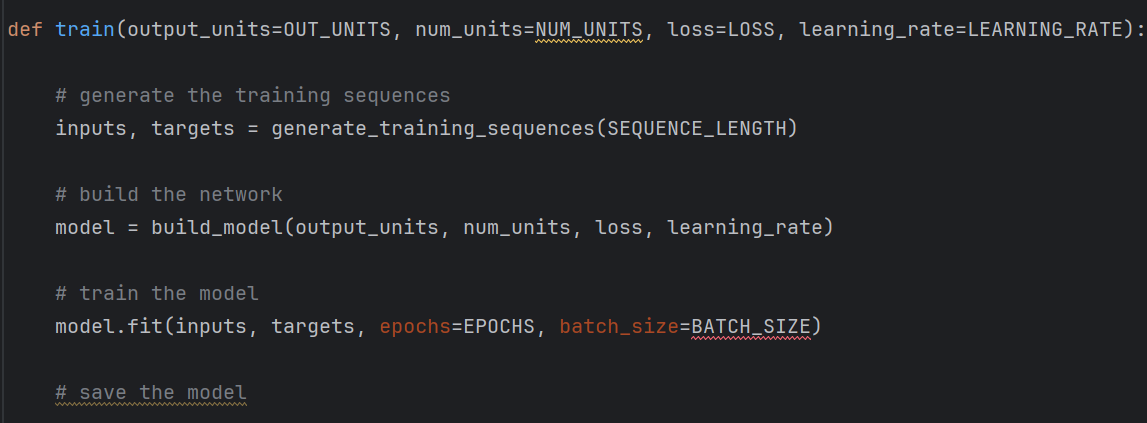 def train(output_units=OUT_UNITS, num_units=NUM_UNITS, loss=LOSS, learning_rate=LEARNING_RATE):
# generate the training sequences
inputs, targets = generate_training_sequences(SEQUENCE_LENGTH)
# build the network
model = build_model(output_units, num_units, loss, learning_rate)
# train the model
model.fit(inputs, targets, epochs=EPOCHS, batch_size=BATCH_SIZE)
# save the model